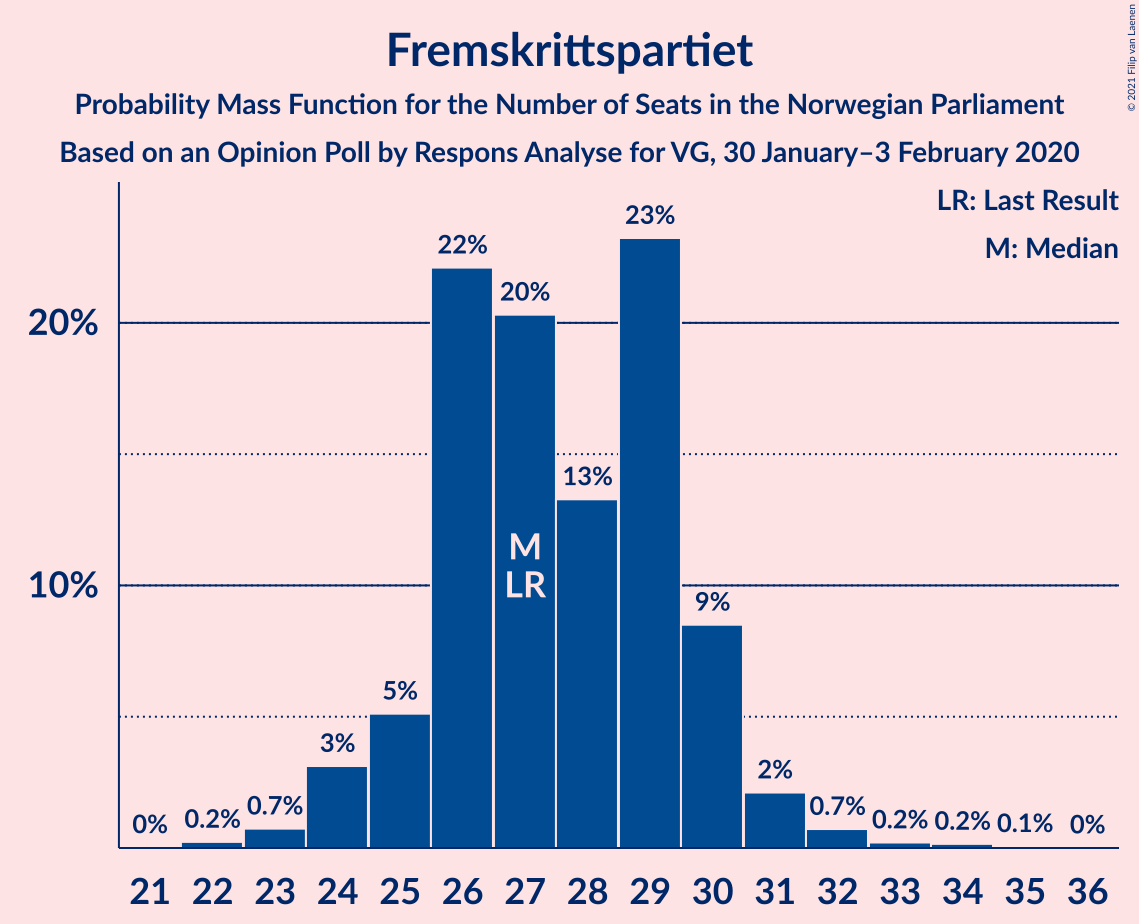 Fremskrittspartiet
Probability Mass Function for the Number of Seats in the Norwegian Parliament
Based on an Opinion Poll by Respons Analyse for VG, 30 January–3 February 2020
© 2021 Filip van Laenen
LR: Last Result
M: Median
20%
10%
0%
0.2%
0.7%
3%
5%
22%
20%
13%
23%
9%
2%
0.7%
0.2%
0.2%
0.1%
0%
M
LR
21 22 23 24 25 26 27 28 29 30 31 32 33 34 35 36